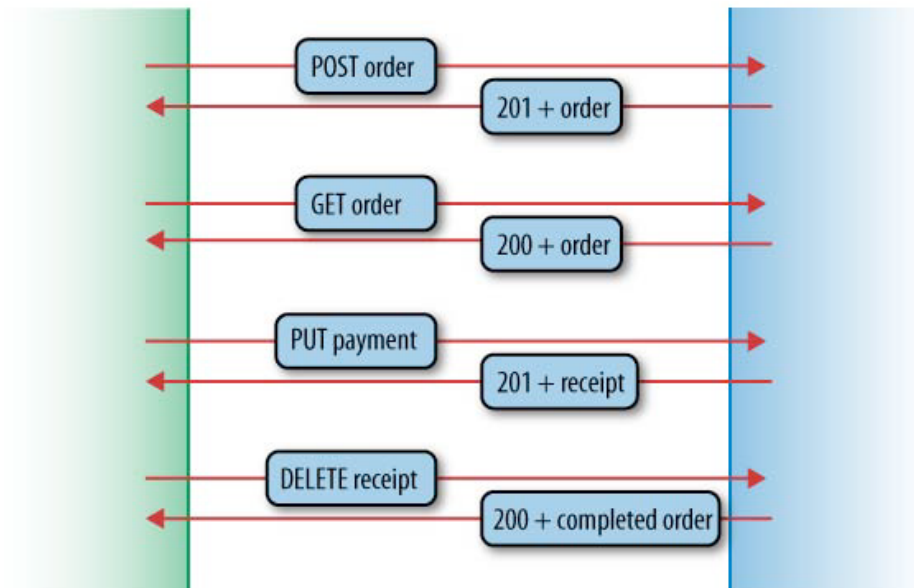 POST order
201 + order
GET order
200 + order
PUT payment
201 + receipt
DELETE receipt
200 + completed order